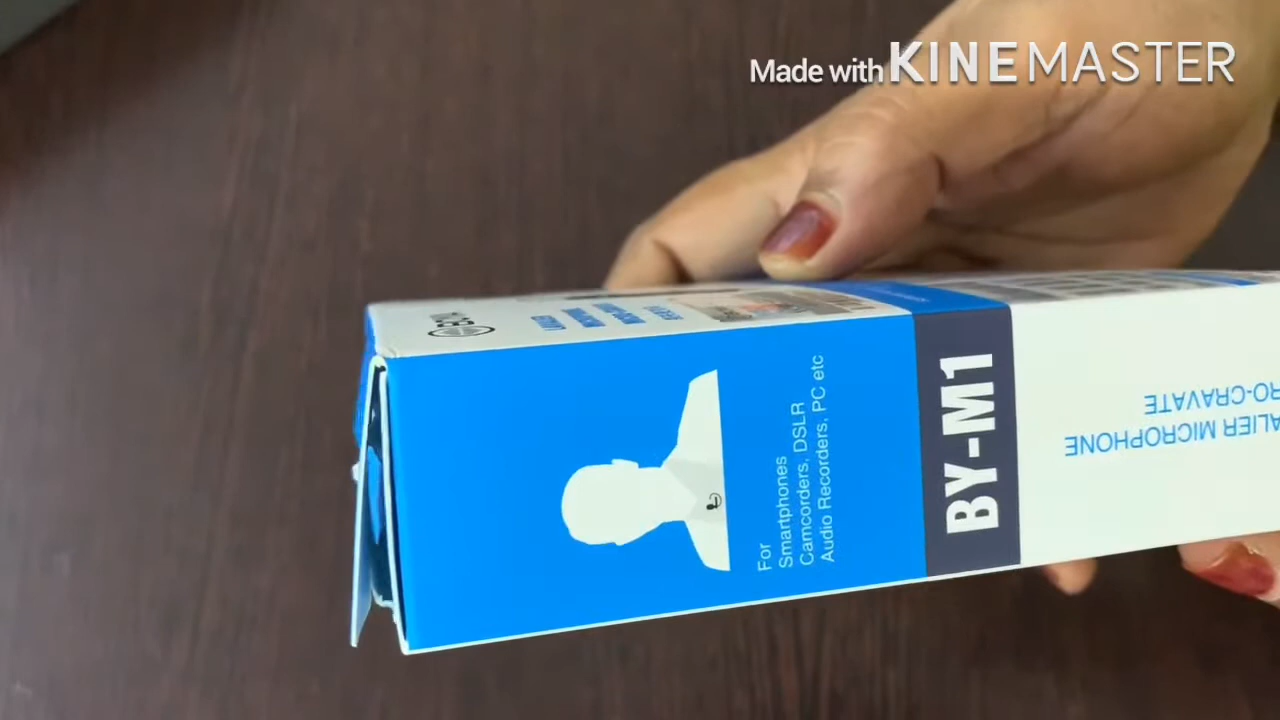 Made with KINEMASTER
For
Smartphones
Camcorders, DSLR
Audio Recorders, PC etc
BY-M1
ALIER MICROPHONE
RO-CRAVATE